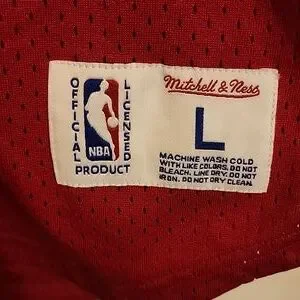 OFFICIAL
LICENSED
NBA
PRODUCT
Mitchell & Ness
L
MACHINE WASH COLD
WITH LIKE COLORS. DO NOT
BLEACH. LINE DRY. DO NOT
IRON. DO NOT DRY CLEAN.